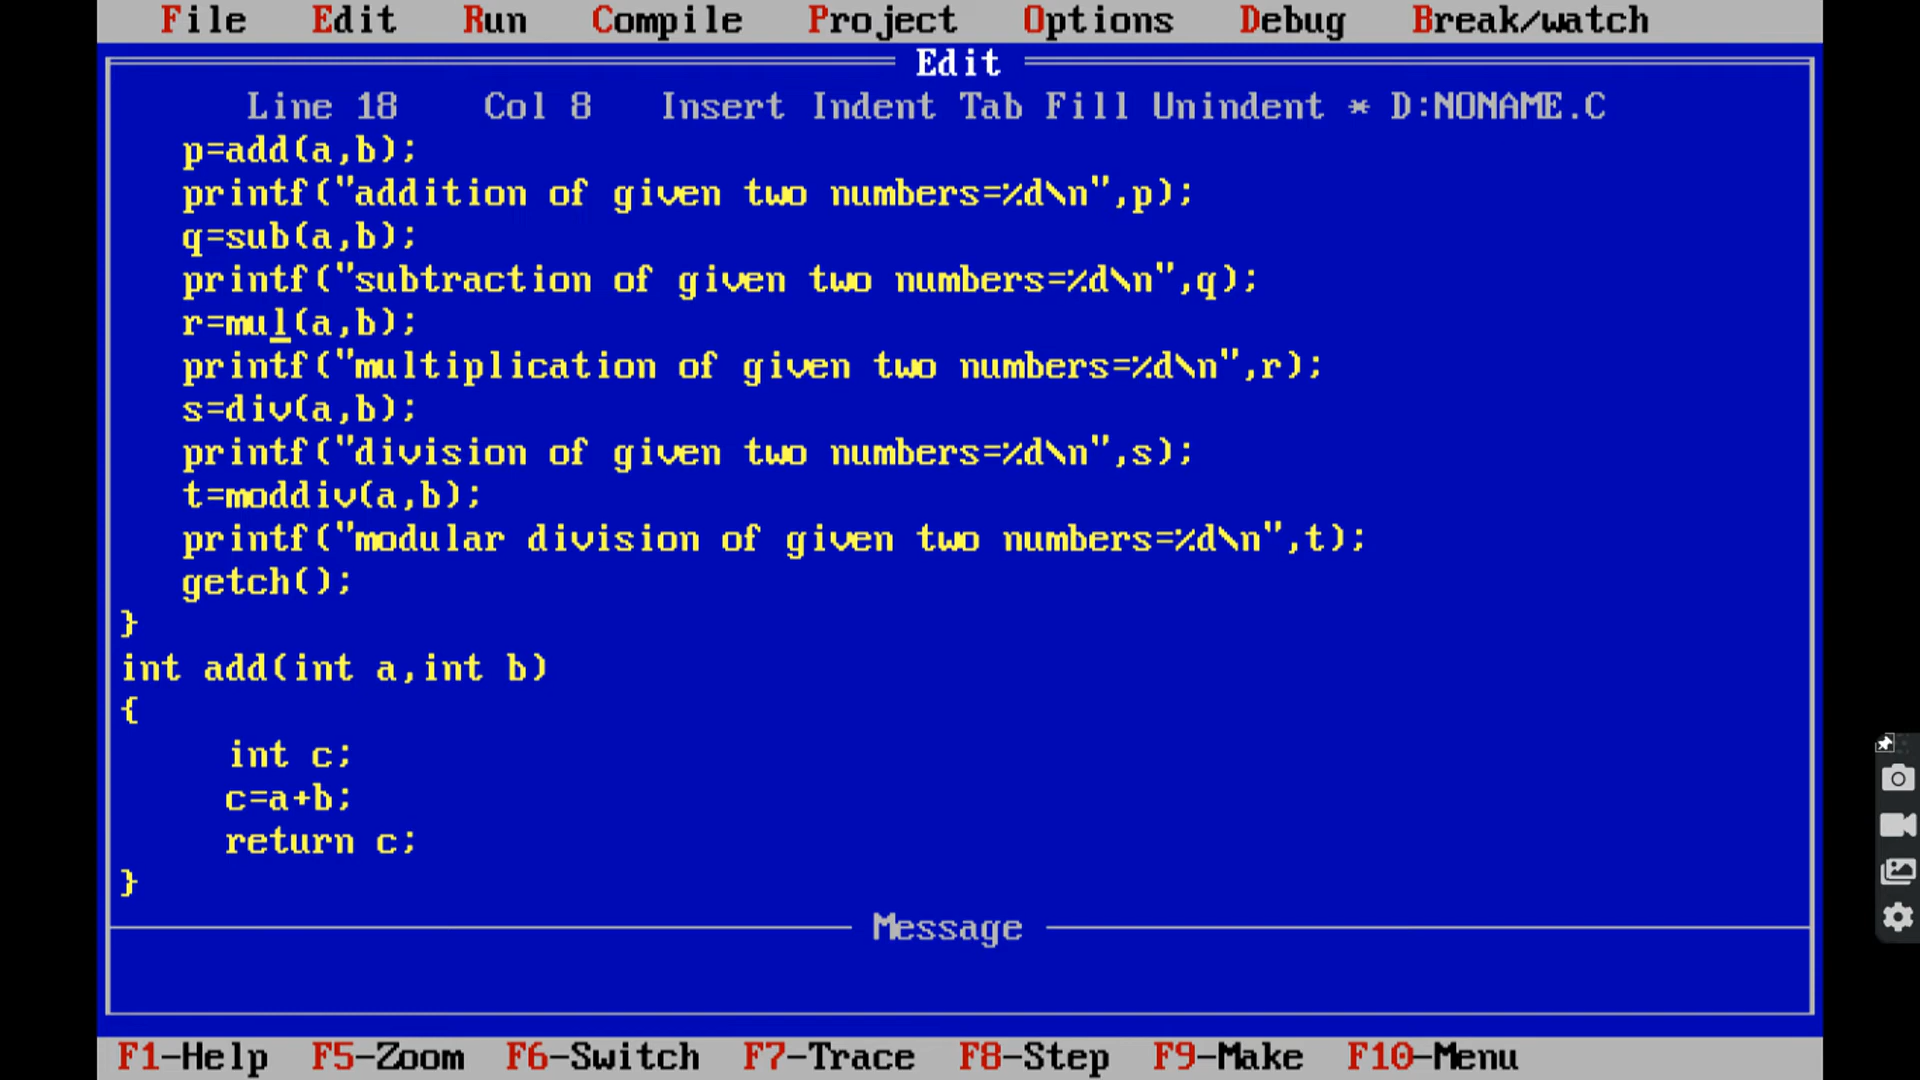 File Edit Run Compile Project Options Debug Break/watch
Edit
Line 18 Col 8 Insert Indent Tab Fill Unindent * D:NONAME.C
p=add(a,b);
printf("addition of given two numbers=%d\n",p);
q=sub(a,b);
printf("subtraction of given two numbers=%d\n",q);
r=mul(a,b);
printf("multiplication of given two numbers=%d\n",r);
s=div(a,b);
printf("division of given two numbers=%d\n",s);
t=moddiv(a,b);
printf("modular division of given two numbers=%d\n",t);
getch();
}
int add(int a,int b)
{
int c;
c=a+b;
return c;
}
Message
F1-Help F5-Zoom F6-Switch F7-Trace F8-Step F9-Make F10-Menu